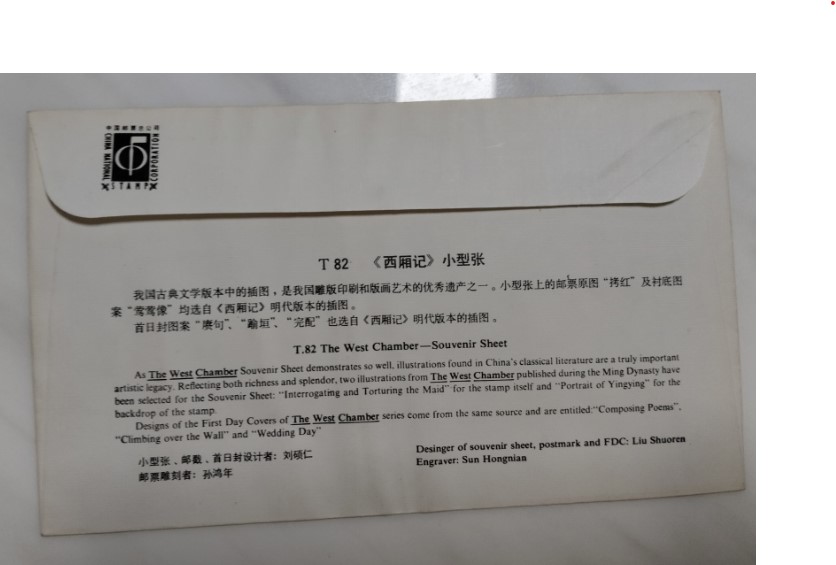 中国邮票总公司
CHINA NATIONAL
STAMP
CORPORATION
T 82 《西厢记》小型张
我国古典文学版本中的插图，是我国雕版印刷和版画艺术的优秀遗产之一。小型张上的邮票原图“拷红”及衬底图
案“莺莺像”均选自《西厢记》明代版本的插图。
首日封图案“赓句”、“踰垣”、“完配”也选自《西厢记》明代版本的插图。
T.82 The West Chamber—Souvenir Sheet
As The West Chamber Souvenir Sheet demonstrates so well, illustrations found in China's classical literature are a truly important
artistic legacy. Reflecting both richness and splendor, two illustrations from The West Chamber published during the Ming Dynasty have
been selected for the Souvenir Sheet: "Interrogating and Torturing the Maid" for the stamp itself and "Portrait of Yingying" for the
backdrop of the stamp.
Designs of the First Day Covers of The West Chamber series come from the same source and are entitled:"Composing Poems",
"Climbing over the Wall" and "Wedding Day"
小型张、邮戳、首日封设计者：刘硕仁
邮票雕刻者：孙鸿年
Desinger of souvenir sheet, postmark and FDC: Liu Shuoren
Engraver: Sun Hongnian